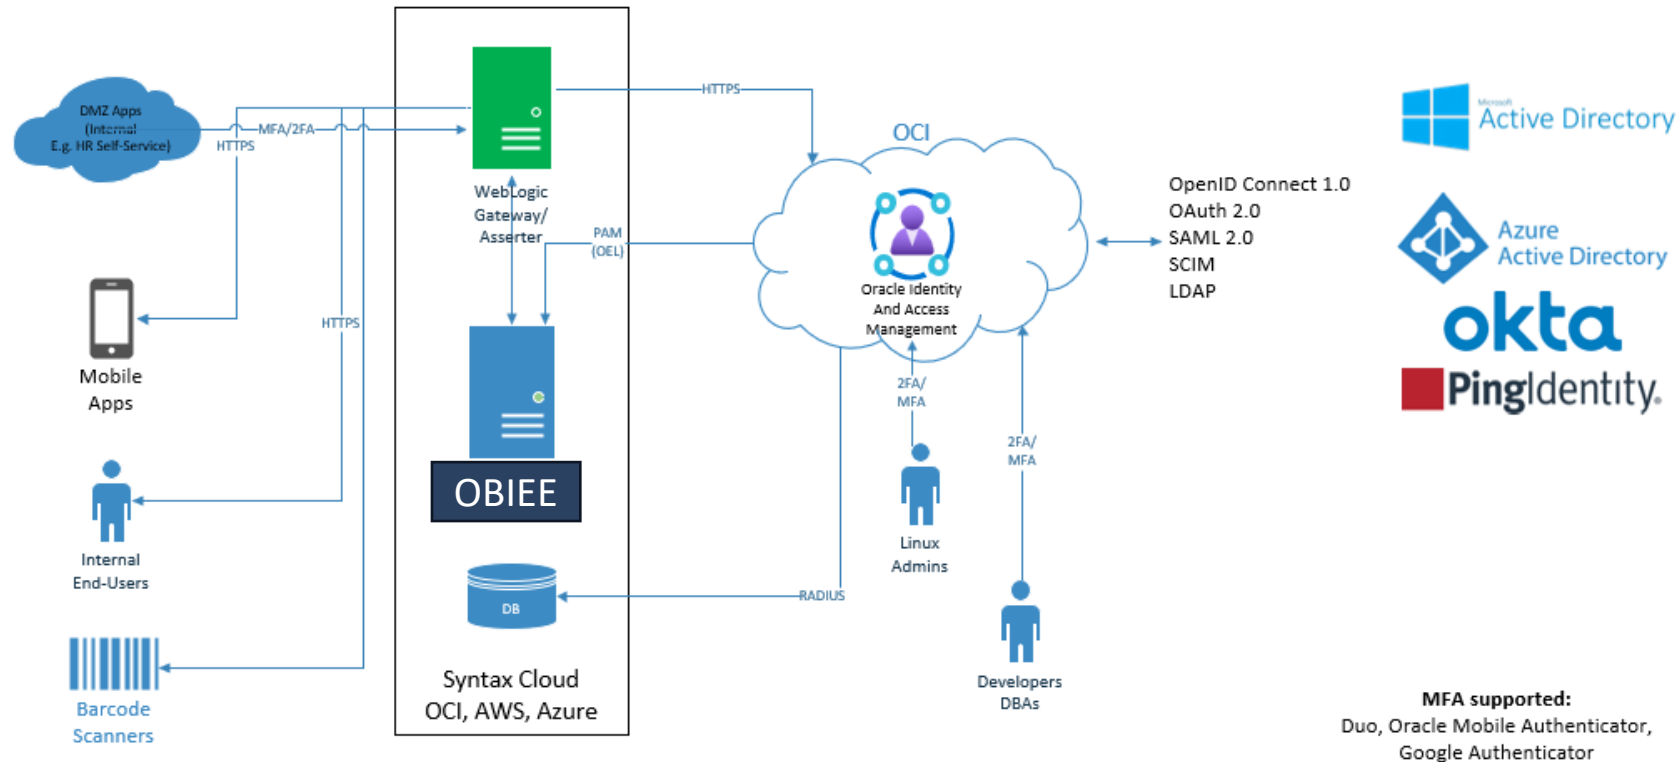 DMZ Apps
(Internal
E.g. HR Self-Service)
MFA/2FA
HTTPS
HTTPS
Mobile
Apps
Internal
End-Users
Barcode
Scanners
WebLogic
Gateway/
Asserter
OBIEE
DB
Syntax Cloud
OCI, AWS, Azure
HTTPS
PAM
(OEL)
RADIUS
OCI
Oracle Identity
And Access
Management
2FA/
MFA
Linux
Admins
2FA/
MFA
Developers
DBAs
OpenID Connect 1.0
OAuth 2.0
SAML 2.0
SCIM
LDAP
Microsoft
Active Directory
Azure
Active Directory
okta
PingIdentity.
MFA supported:
Duo, Oracle Mobile Authenticator,
Google Authenticator